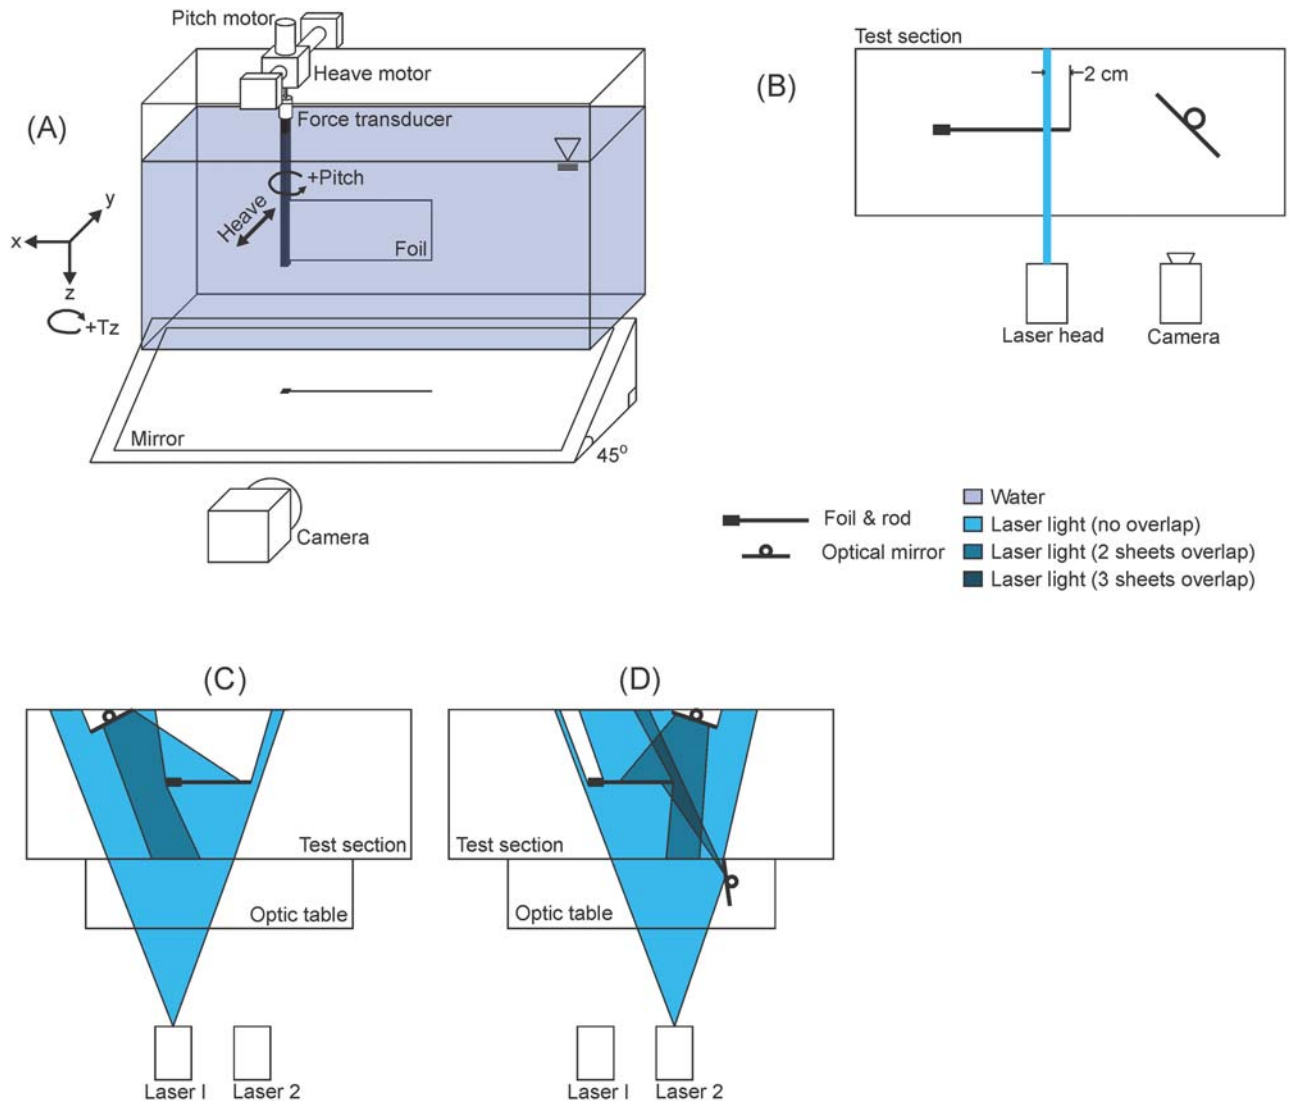 Pitch motor
Heave motor
Force transducer
(A)
+Pitch
Heave
Foil
x
y
z
+Tz
Mirror
45°
Camera
Test section
(B)
2 cm
Laser head
Camera
Foil & rod
Optical mirror
Water
Laser light (no overlap)
Laser light (2 sheets overlap)
Laser light (3 sheets overlap)
(C)
Test section
Optic table
Laser I
Laser 2
(D)
Test section
Optic table
Laser I
Laser 2